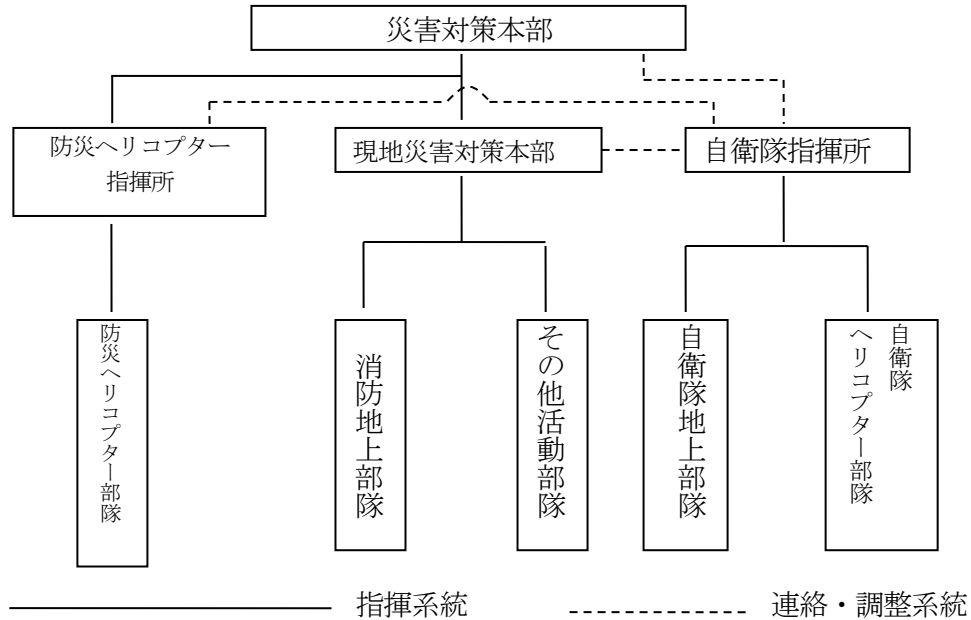 災害対策本部
防災ヘリコプター
指揮所
現地災害対策本部
自衛隊指揮所
防災ヘリコプター部隊
消防地上部隊
その他活動部隊
自衛隊地上部隊
自衛隊
ヘリコプター部隊
指揮系統
連絡・調整系統